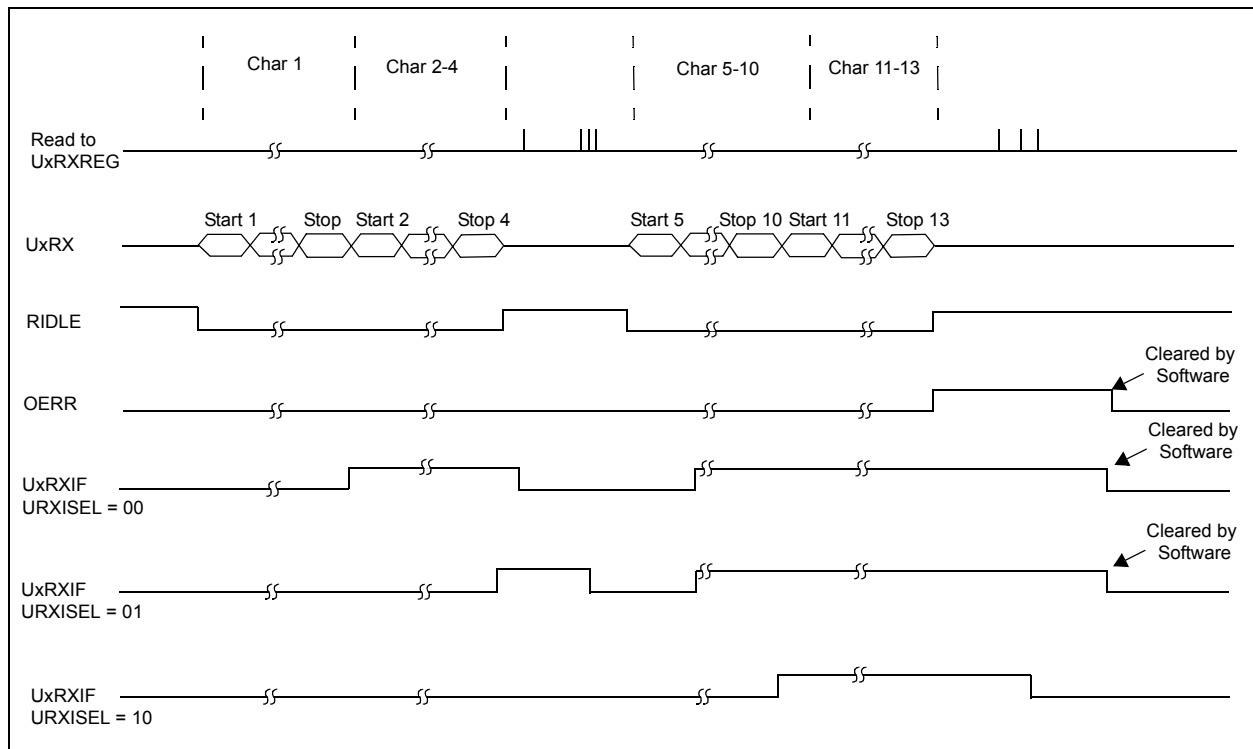 Char 1
Char 2-4
Char 5-10
Char 11-13
Read to
UxRXREG
Start 1
Stop
Start 2
Stop 4
Start 5
Stop 10
Start 11
Stop 13
UxRX
RIDLE
Cleared by
Software
OERR
Cleared by
Software
UxRXIF
URXISEL = 00
Cleared by
Software
UxRXIF
URXISEL = 01
UxRXIF
URXISEL = 10